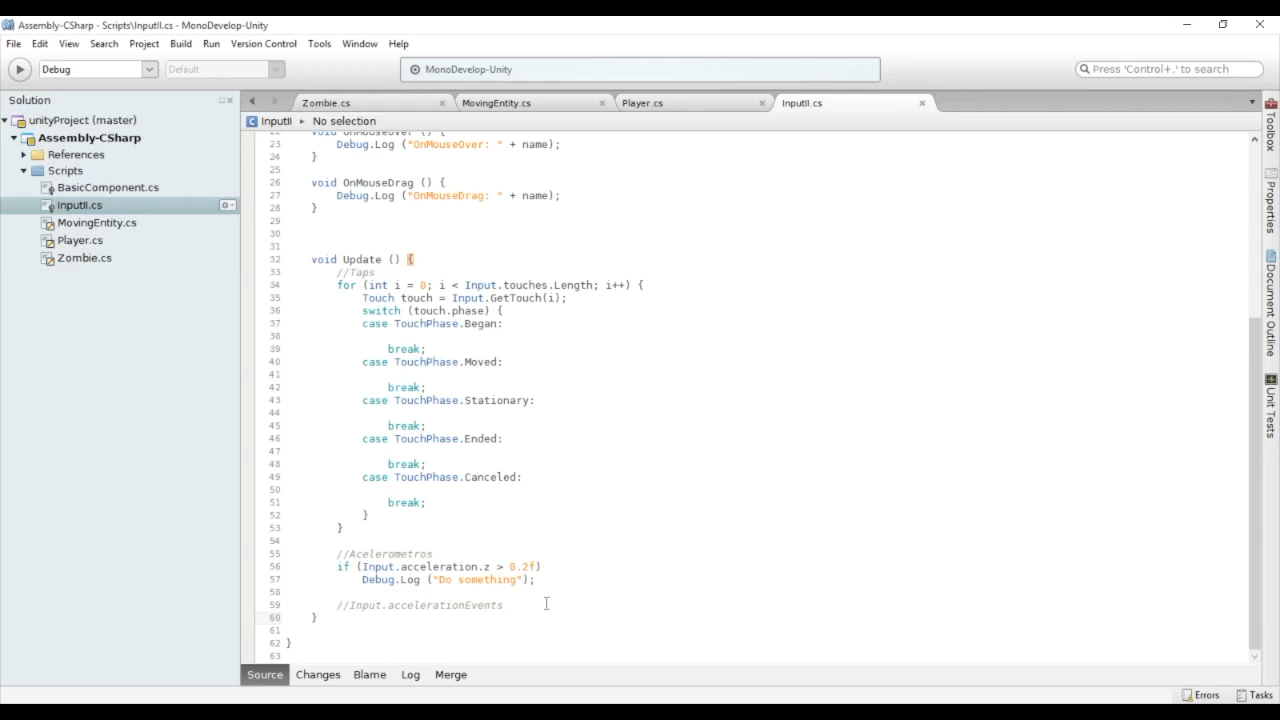 Assembly-CSharp - Scripts\InputII.cs - MonoDevelop-Unity
File Edit View Search Project Build Run Version Control Tools Window Help
Debug Default MonoDevelop-Unity Press 'Control+,' to search
Solution
unityProject (master)
Assembly-CSharp
References
Scripts
BasicComponent.cs
InputII.cs
MovingEntity.cs
Player.cs
Zombie.cs
Zombie.cs MovingEntity.cs Player.cs InputII.cs
InputII No selection
22 void OnMouseOver () {
23 Debug.Log ("OnMouseOver: " + name);
24 }
25
26 void OnMouseDrag () {
27 Debug.Log ("OnMouseDrag: " + name);
28 }
29
30
31
32 void Update () {
33 //Taps
34 for (int i = 0; i < Input.touches.Length; i++) {
35 Touch touch = Input.GetTouch(i);
36 switch (touch.phase) {
37 case TouchPhase.Began:
38
39 break;
40 case TouchPhase.Moved:
41
42 break;
43 case TouchPhase.Stationary:
44
45 break;
46 case TouchPhase.Ended:
47
48 break;
49 case TouchPhase.Canceled:
50
51 break;
52 }
53 }
54
55 //Acelerometros
56 if (Input.acceleration.z > 0.2f)
57 Debug.Log ("Do something");
58
59 //Input.accelerationEvents
60 }
61
62 }
63
Source Changes Blame Log Merge
Toolbox
Properties
Document Outline
Unit Tests
Errors Tasks